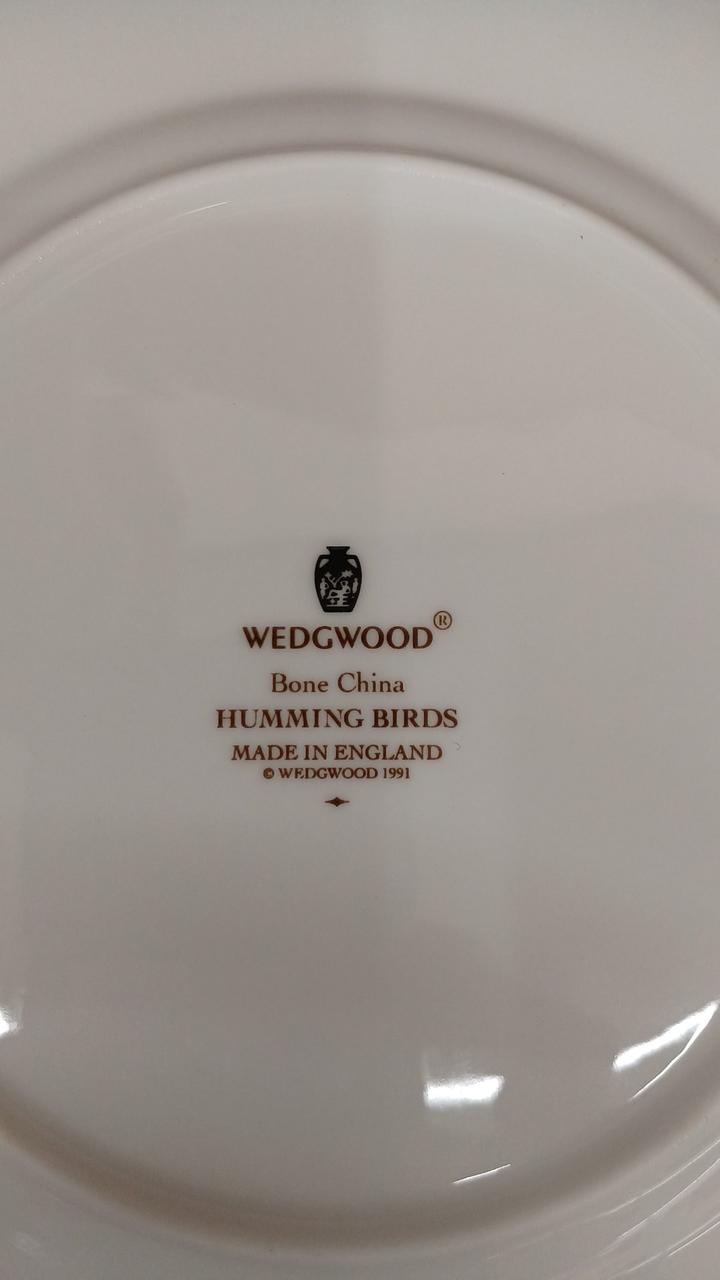 WEDGWOOD®
Bone China
HUMMING BIRDS
MADE IN ENGLAND
© WEDGWOOD 1991